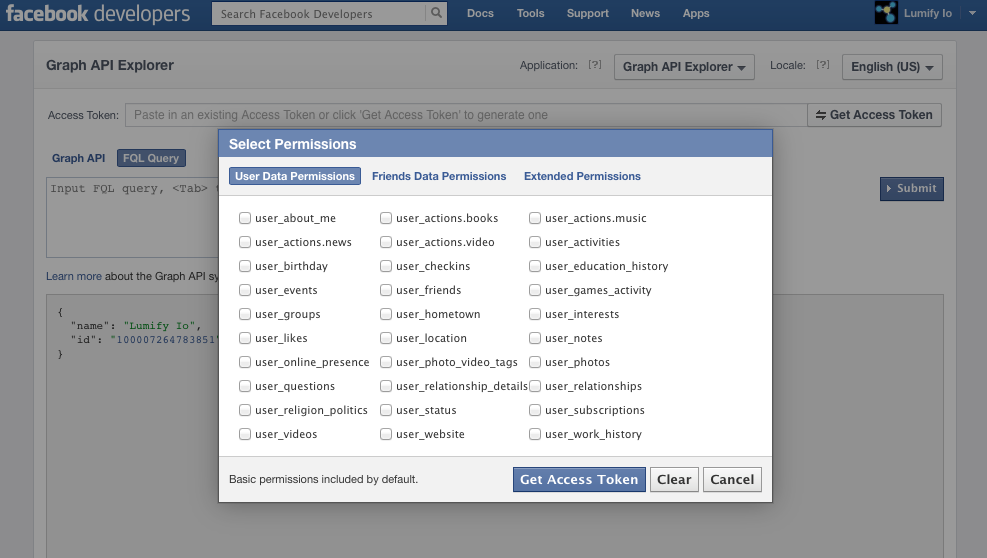 facebook developers Search Facebook Developers Docs Tools Support News Apps Lumify Io
Graph API Explorer Application: [?] Graph API Explorer Locale: [?] English (US)
Access Token: Paste in an existing Access Token or click 'Get Access Token' to generate one Get Access Token
Select Permissions
Graph API FQL Query
User Data Permissions Friends Data Permissions Extended Permissions
Input FQL query, <Tab> Submit
user_about_me user_actions.books user_actions.music
user_actions.news user_actions.video user_activities
user_birthday user_checkins user_education_history
Learn more about the Graph API sy
user_events user_friends user_games_activity
{
user_groups user_hometown user_interests
"name": "Lumify Io",
user_likes user_location user_notes
"id": "100007264783851"
}
user_online_presence user_photo_video_tags user_photos
user_questions user_relationship_details user_relationships
user_religion_politics user_status user_subscriptions
user_videos user_website user_work_history
Basic permissions included by default. Get Access Token Clear Cancel